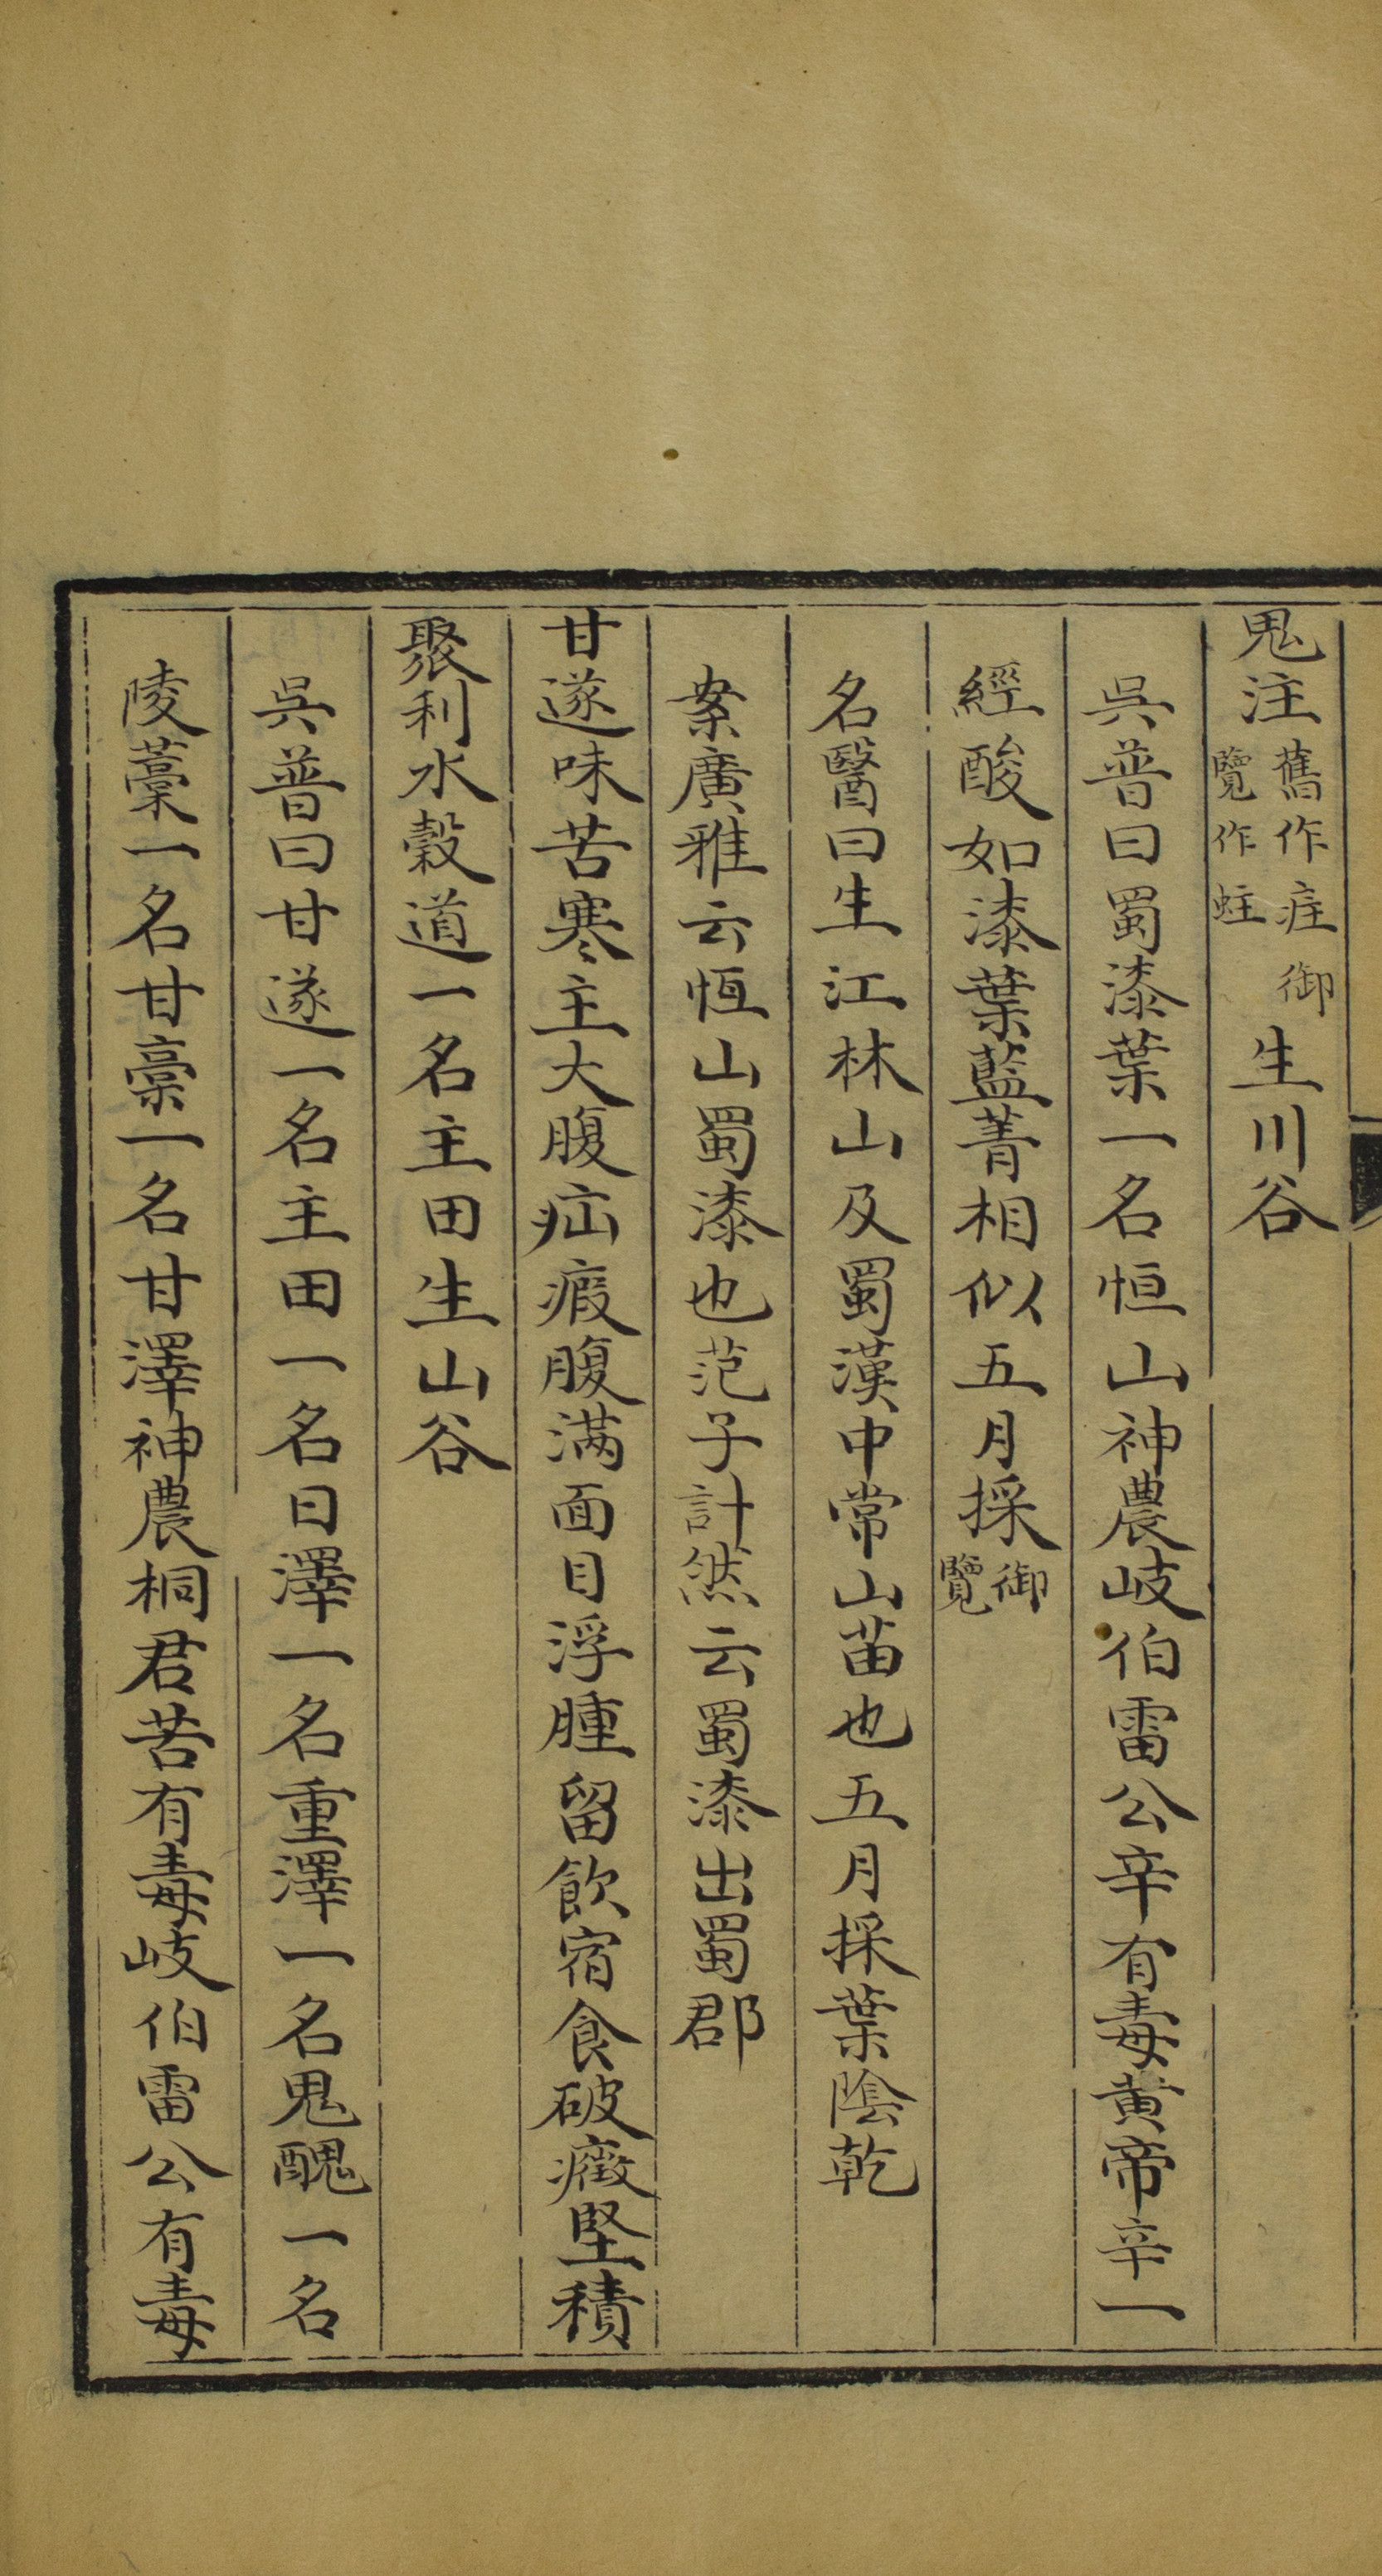 鬼注舊作疰御覽作蛀生川谷
吳普曰蜀漆葉一名恒山神農岐伯雷公辛有毒黃帝辛一
經酸如漆葉藍菁相似五月採御覽
名醫曰生江林山及蜀漢中常山苗也五月採葉陰乾
案廣雅云恆山蜀漆也范子計然云蜀漆出蜀郡
甘遂味苦寒主大腹疝瘕腹滿面目浮腫留飲宿食破癥堅積
聚利水穀道一名主田生山谷
吳普曰甘遂一名主田一名日澤一名重澤一名鬼醜一名
陵藁一名甘槀一名甘澤神農桐君苦有毒岐伯雷公有毒